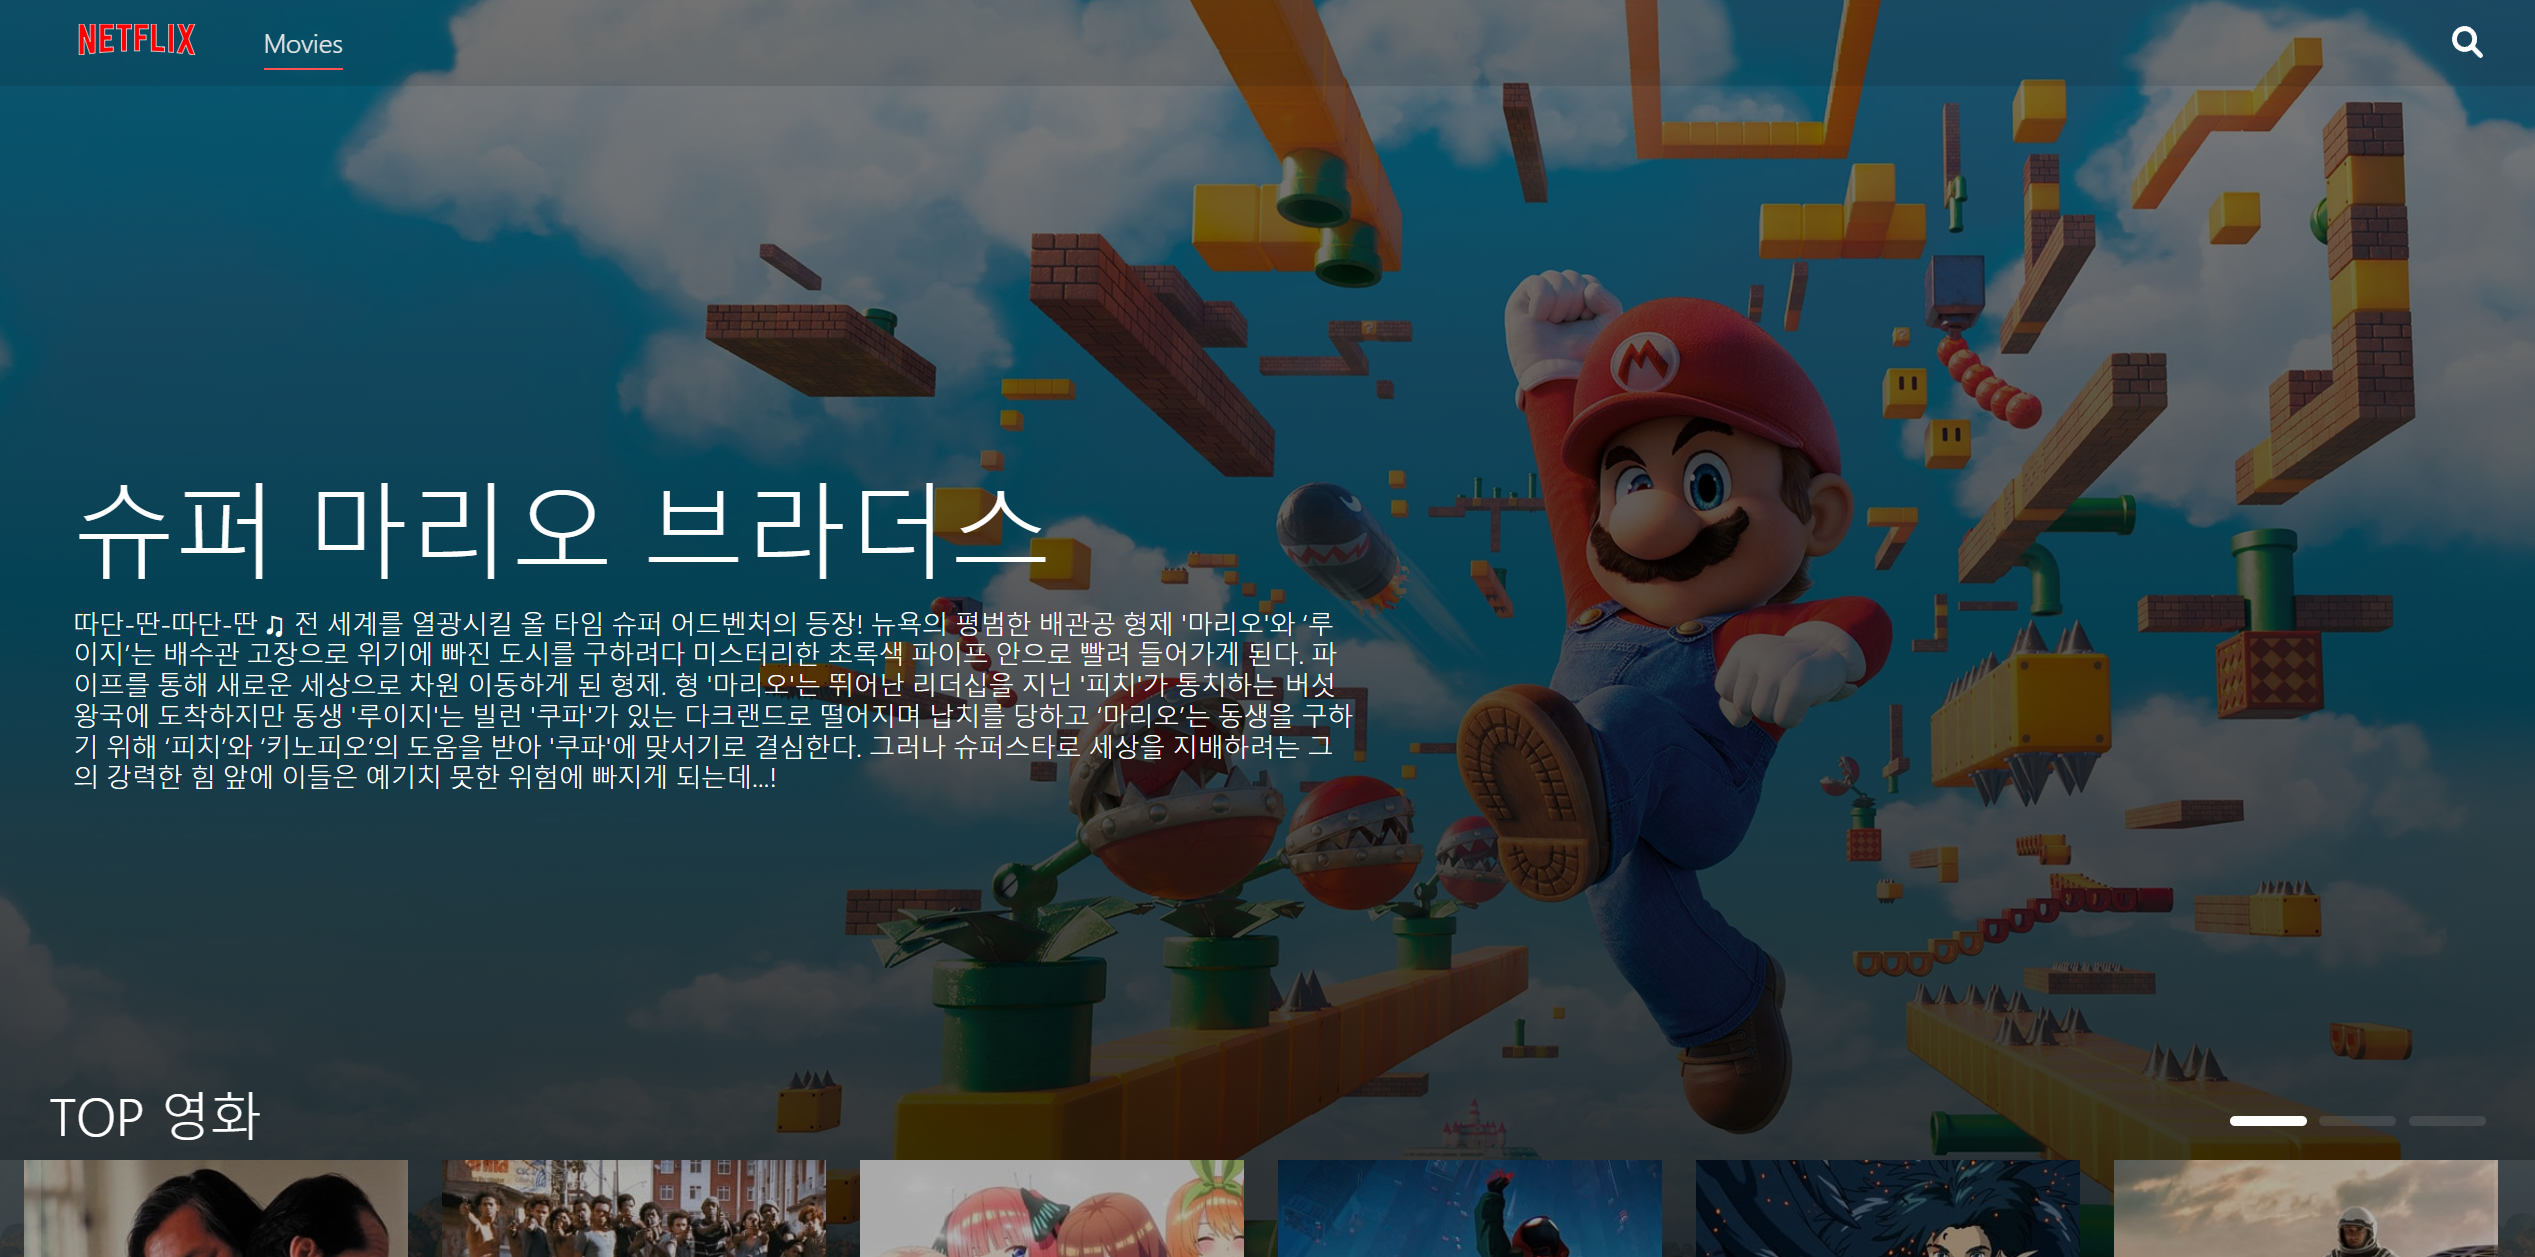 NETFLIX
Movies
슈퍼 마리오 브라더스
따단-딴-따단-딴 ♫ 전 세계를 열광시킬 올 타임 슈퍼 어드벤처의 등장! 뉴욕의 평범한 배관공 형제 '마리오'와 ‘루
이지’는 배수관 고장으로 위기에 빠진 도시를 구하려다 미스터리한 초록색 파이프 안으로 빨려 들어가게 된다. 파
이프를 통해 새로운 세상으로 차원 이동하게 된 형제. 형 '마리오'는 뛰어난 리더십을 지닌 '피치'가 통치하는 버섯
왕국에 도착하지만 동생 '루이지'는 빌런 '쿠파'가 있는 다크랜드로 떨어지며 납치를 당하고 ‘마리오’는 동생을 구하
기 위해 ‘피치’와 ‘키노피오’의 도움을 받아 '쿠파'에 맞서기로 결심한다. 그러나 슈퍼스타로 세상을 지배하려는 그
의 강력한 힘 앞에 이들은 예기치 못한 위험에 빠지게 되는데...!
TOP 영화